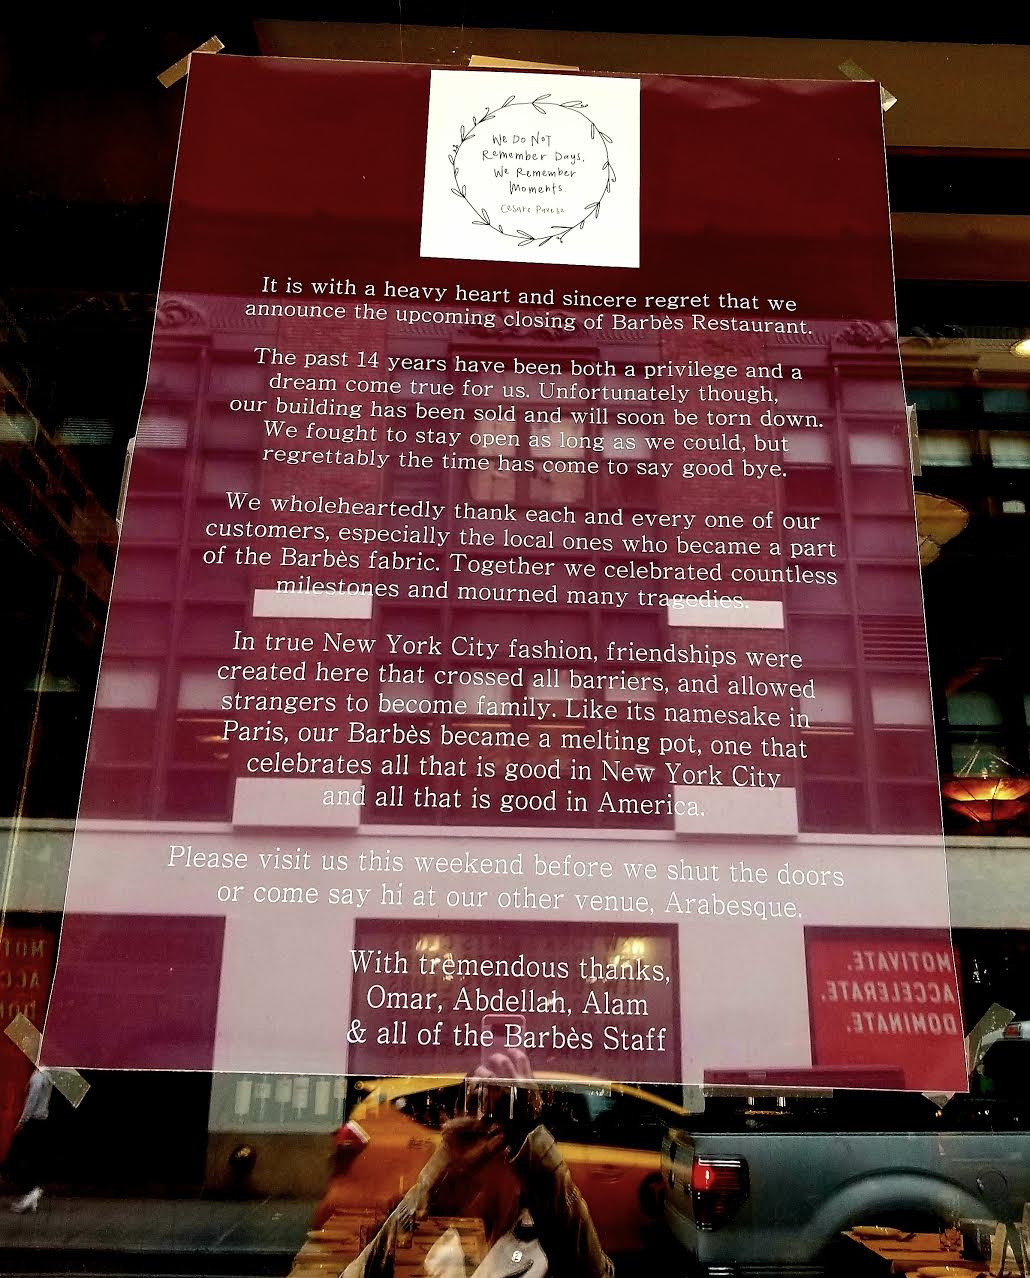 We Do Not
Remember Days,
We Remember
Moments
Cesare Pavese
It is with a heavy heart and sincere regret that we
announce the upcoming closing of Barbès Restaurant.
The past 14 years have been both a privilege and a
dream come true for us. Unfortunately though,
our building has been sold and will soon be torn down.
We fought to stay open as long as we could, but
regrettably the time has come to say good bye.
We wholeheartedly thank each and every one of our
customers, especially the local ones who became a part
of the Barbès fabric. Together we celebrated countless
milestones and mourned many tragedies.
In true New York City fashion, friendships were
created here that crossed all barriers, and allowed
strangers to become family. Like its namesake in
Paris, our Barbès became a melting pot, one that
celebrates all that is good in New York City
and all that is good in America.
Please visit us this weekend before we shut the doors
or come say hi at our other venue, Arabesque.
With tremendous thanks,
Omar, Abdellah, Alam
& all of the Barbès Staff
MOTIVATE.
ACCELERATE.
DOMINATE.